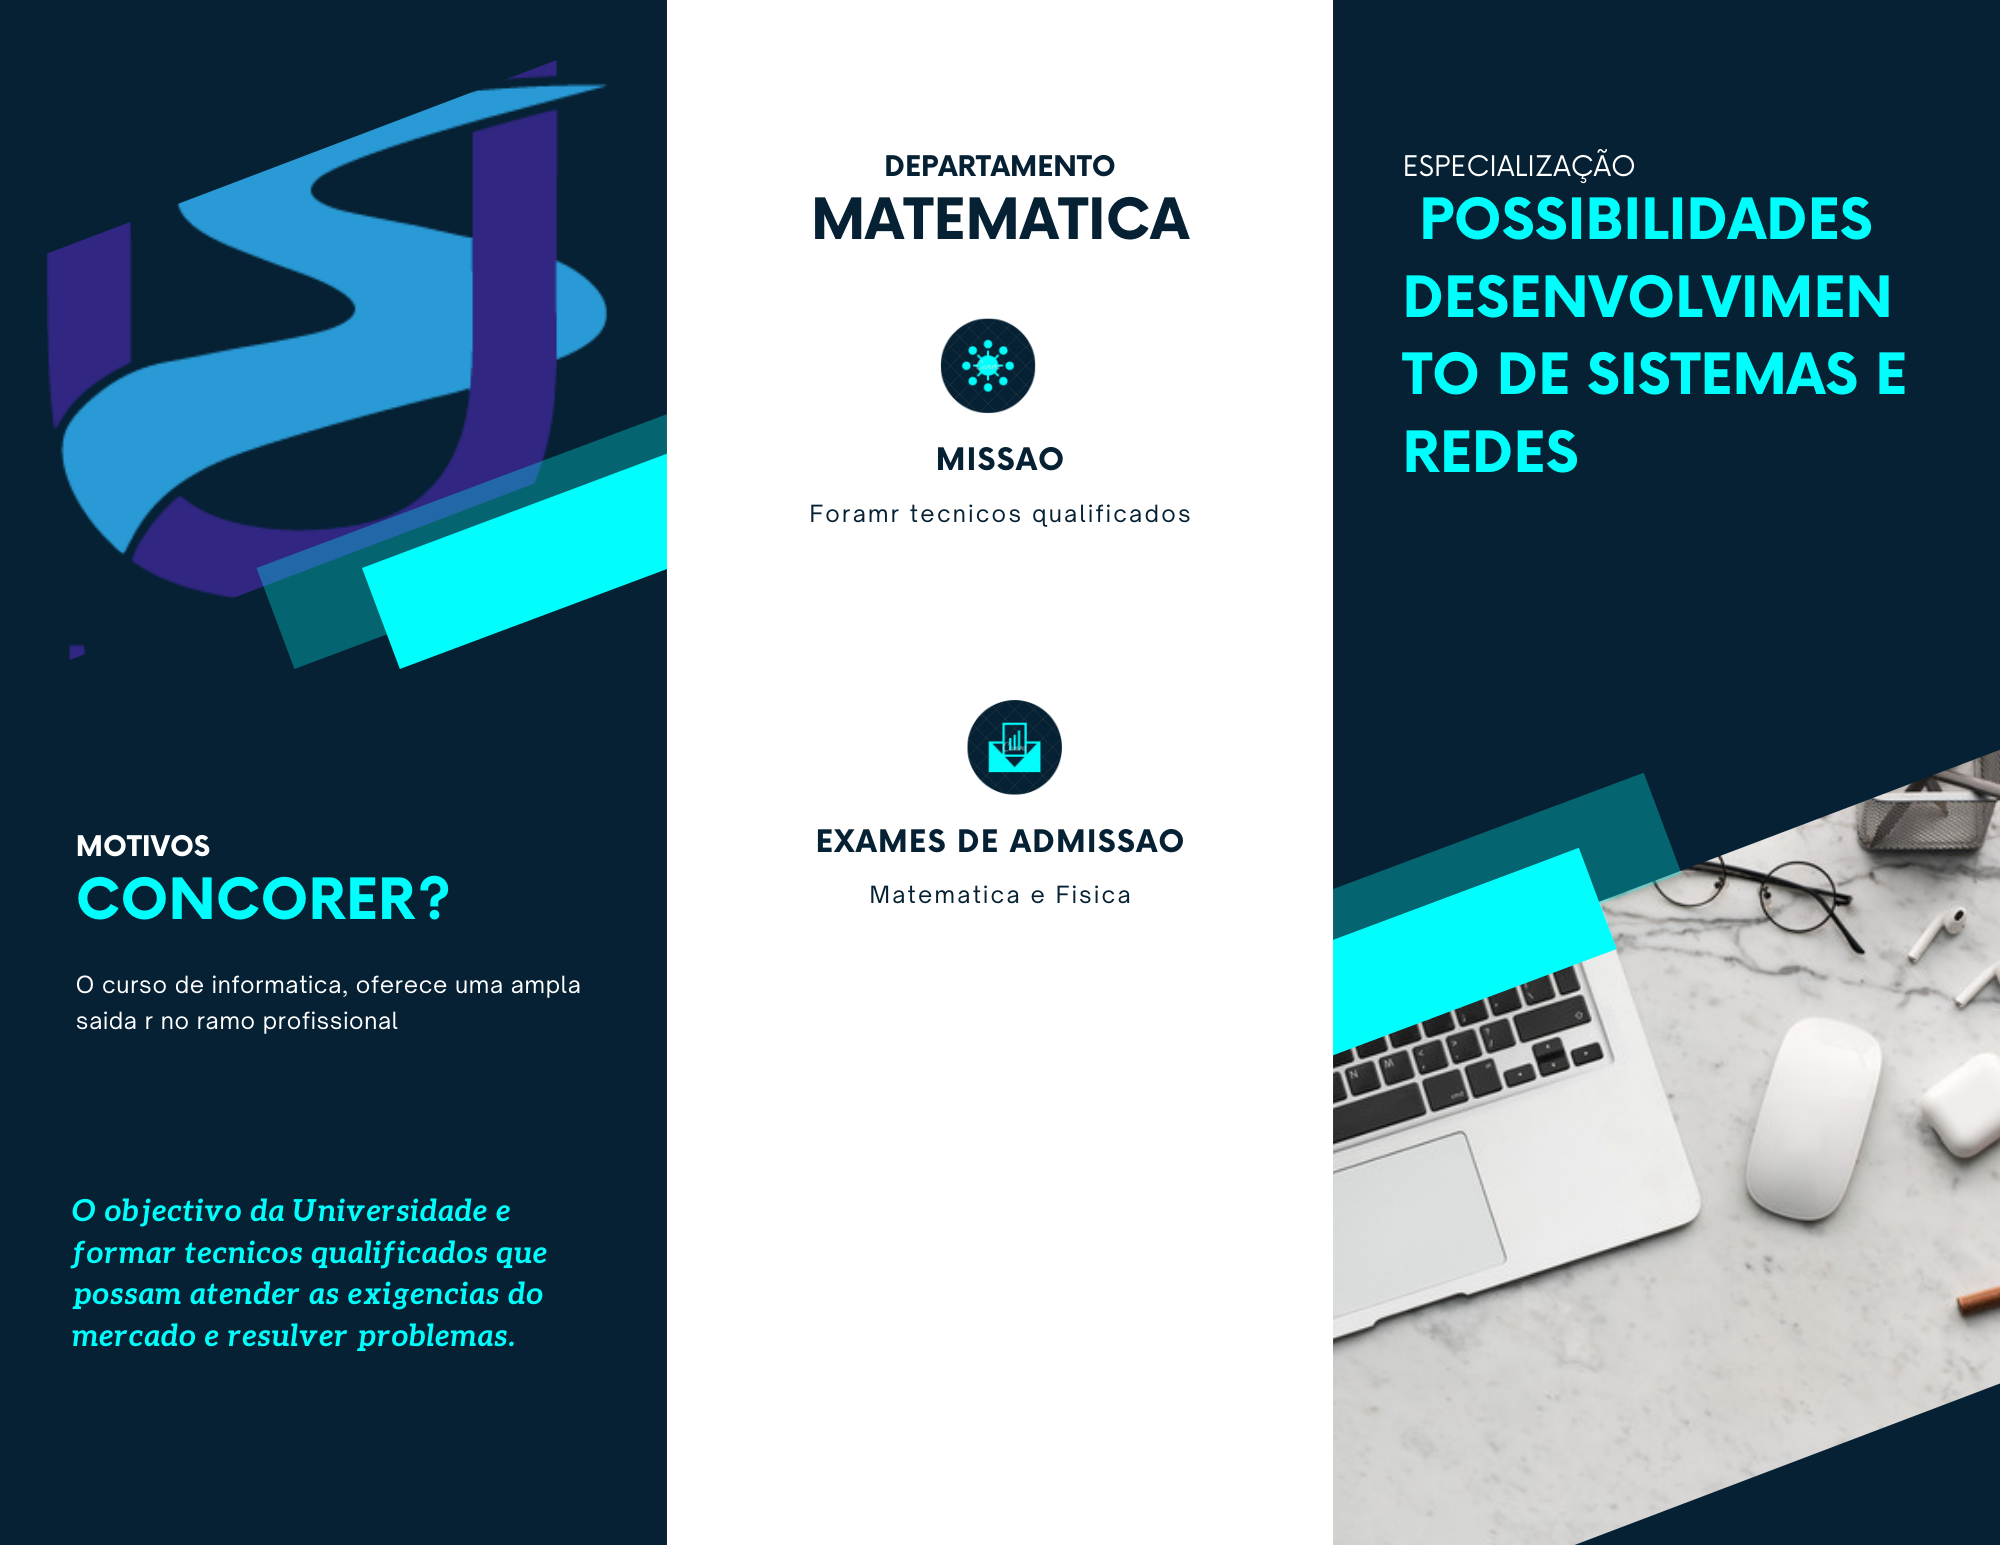 MOTIVOS
CONCORER?
O curso de informatica, oferece uma ampla
saida r no ramo profissional
O objectivo da Universidade e
formar tecnicos qualificados que
possam atender as exigencias do
mercado e resulver problemas.
DEPARTAMENTO
MATEMATICA
MISSAO
Foramr tecnicos qualificados
EXAMES DE ADMISSAO
Matematica e Fisica
ESPECIALIZAÇÃO
POSSIBILIDADES
DESENVOLVIMEN
TO DE SISTEMAS E
REDES